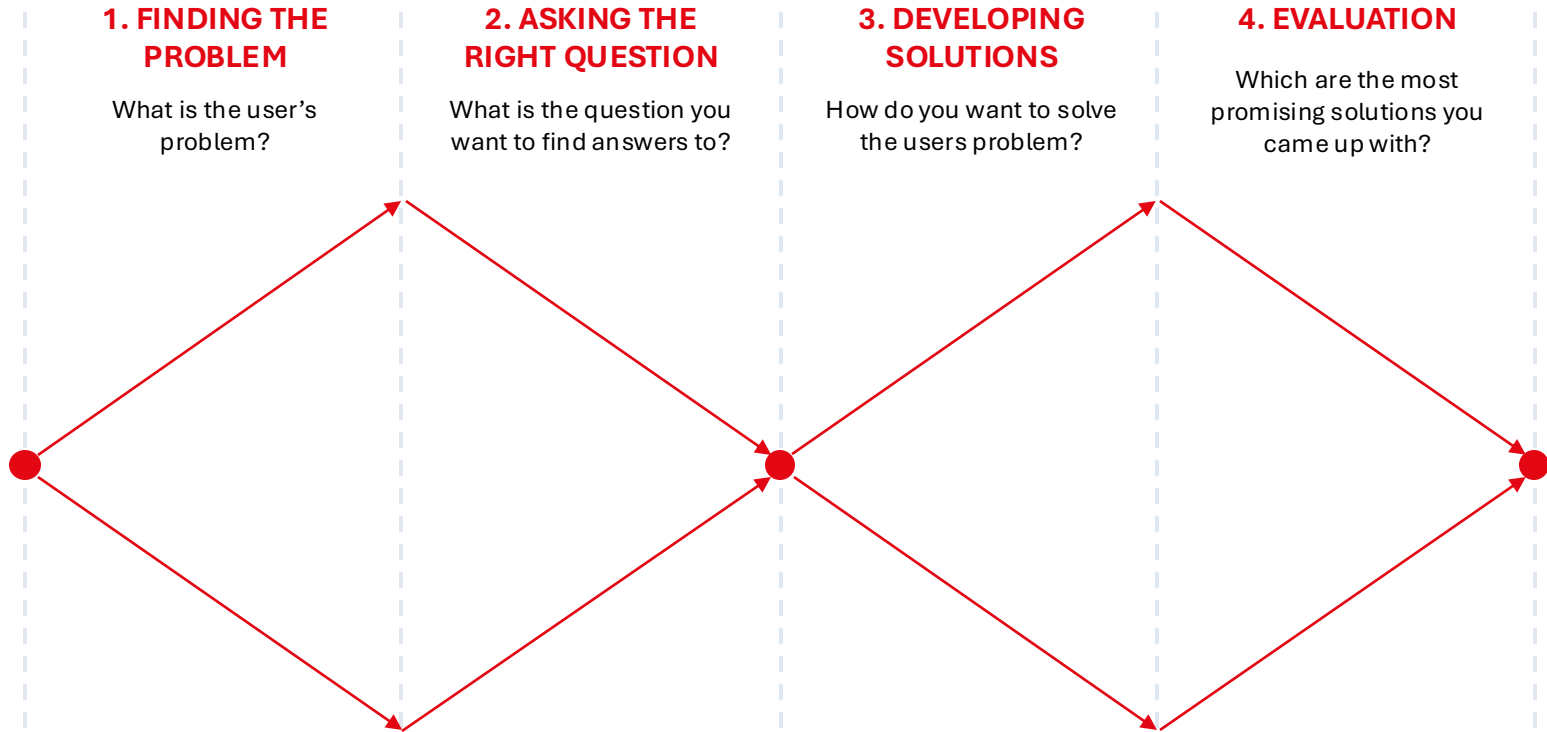 1. FINDING THE
PROBLEM
What is the user’s
problem?
2. ASKING THE
RIGHT QUESTION
What is the question you
want to find answers to?
3. DEVELOPING
SOLUTIONS
How do you want to solve
the users problem?
4. EVALUATION
Which are the most
promising solutions you
came up with?